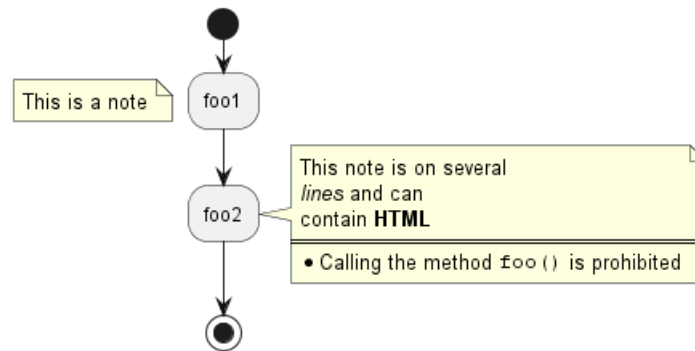 This is a note
foo1
foo2
This note is on several
lines and can
contain HTML
• Calling the method foo() is prohibited